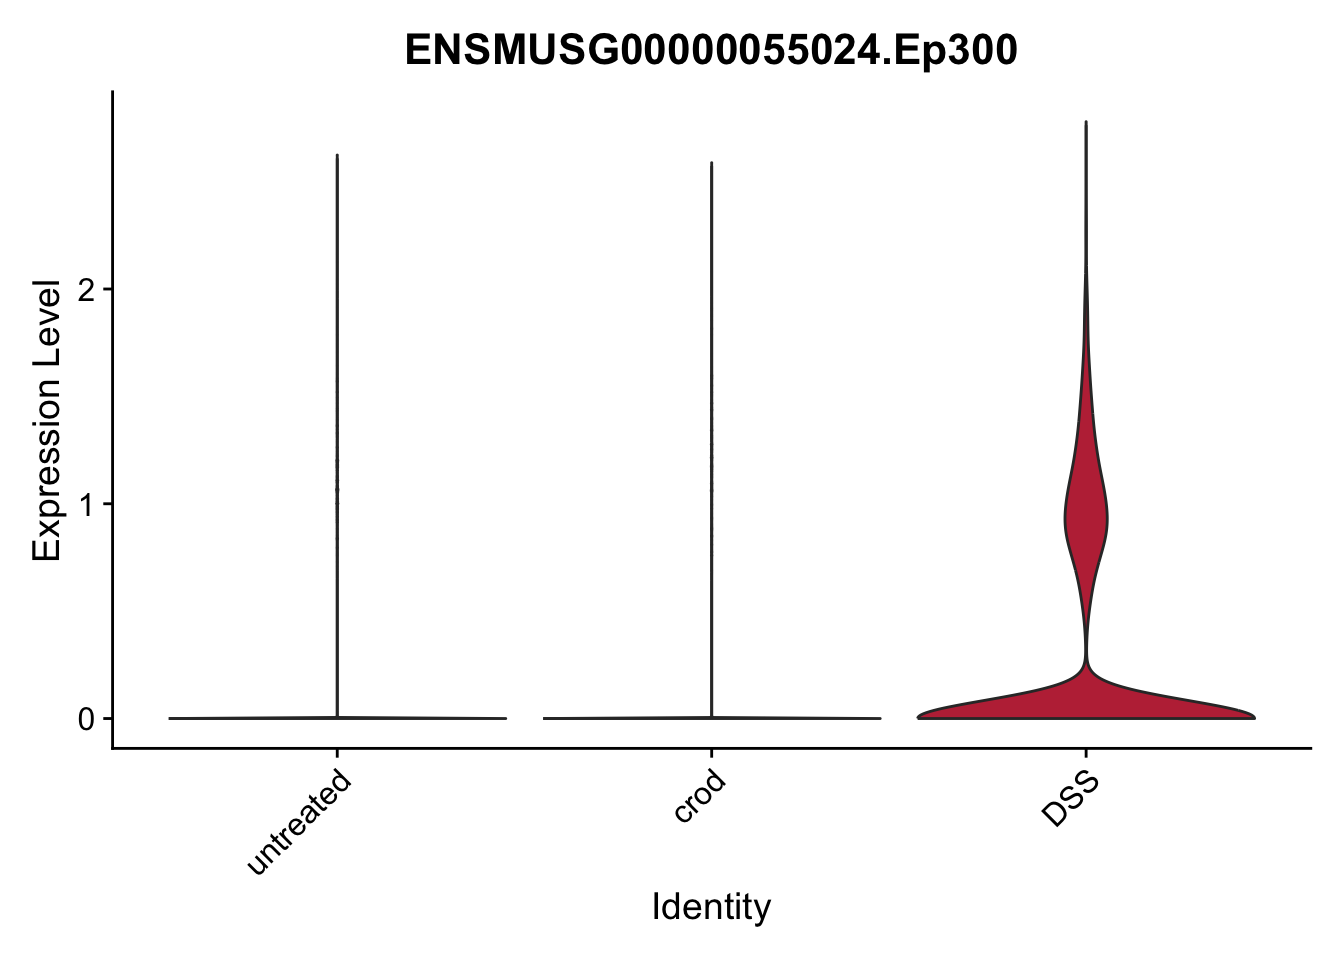 ENSMUSG00000055024.Ep300
Expression Level
2
1
0
untreated
crod
DSS
Identity